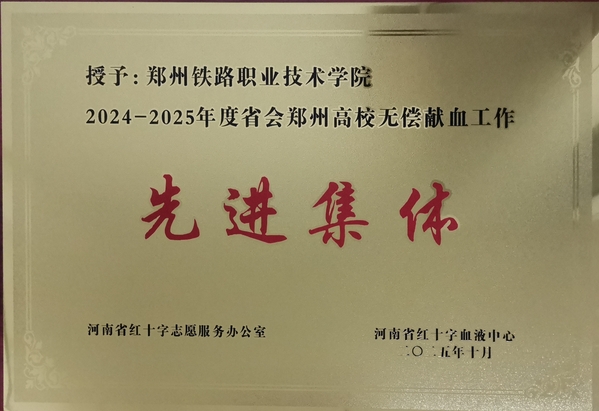 授予：郑州铁路职业技术学院
2024-2025年度省会郑州高校无偿献血工作
先进集体
河南省红十字志愿服务办公室
河南省红十字血液中心
二〇二五年十月